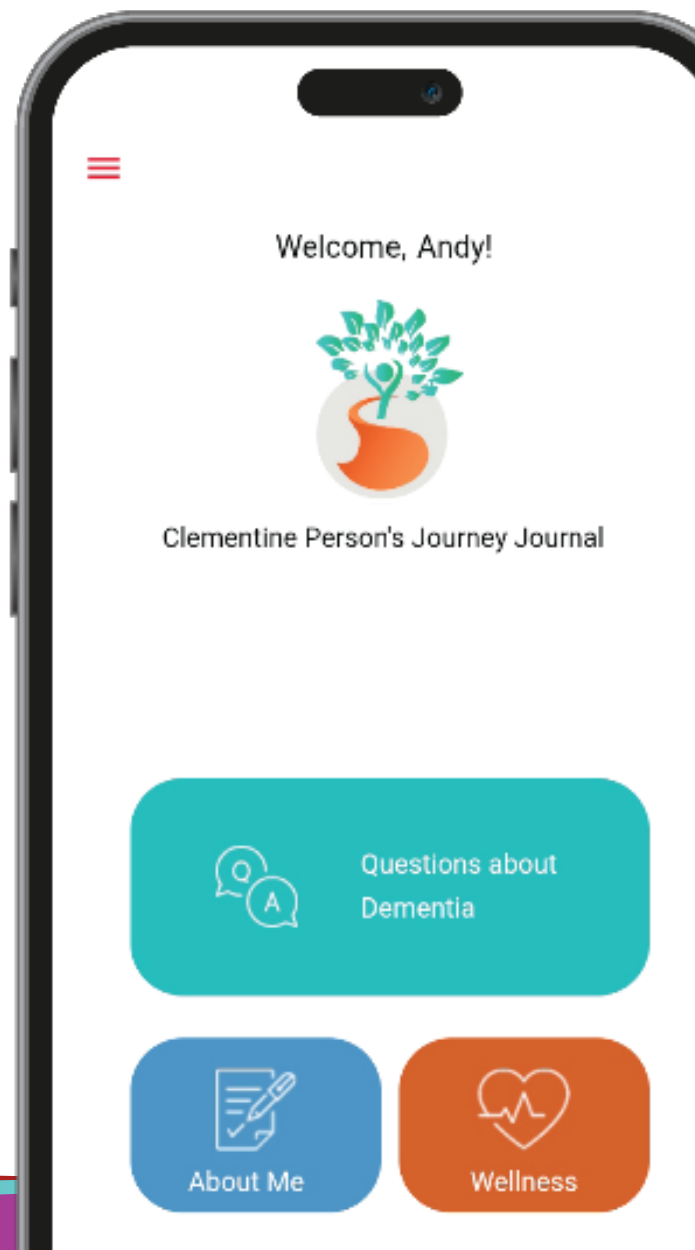 Welcome, Andy!
Clementine Person's Journey Journal
Q
A
Questions about
Dementia
About Me
Wellness